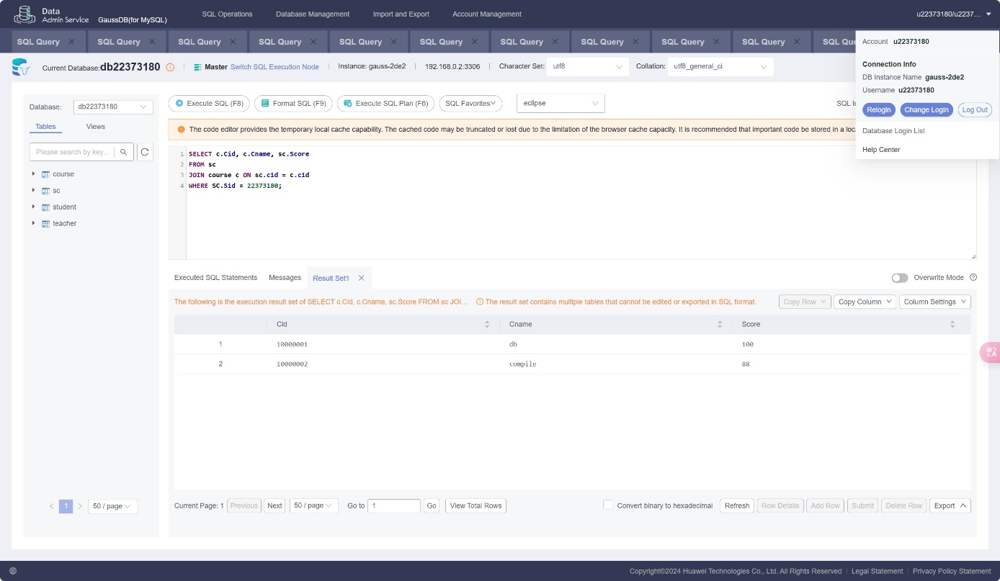 Data
Admin Service
GaussDB(for MySQL)
SQL Operations
Database Management
Import and Export
Account Management
u22373180/u2237...
SQL Query
SQL Query
SQL Query
SQL Query
SQL Query
SQL Query
SQL Query
SQL Query
SQL Query
SQL Query
SQL Qu
Current Database:db22373180
Master Switch SQL Execution Node
Instance: gauss-2de2
192.168.0.2:3306
Character Set:
utf8
Collation:
utf8_general_ci
Account u22373180
Connection Info
DB Instance Name gauss-2de2
Username u22373180
Relogin
Change Login
Log Out
Database Login List
Help Center
Database:
db22373180
Tables
Views
Please search by key...
course
sc
student
teacher
1
50 / page
Execute SQL (F8)
Format SQL (F9)
Execute SQL Plan (F6)
SQL Favorites
eclipse
SQL I
The code editor provides the temporary local cache capability. The cached code may be truncated or lost due to the limitation of the browser cache capacity. It is recommended that important code be stored in a loc
1 SELECT c.Cid, c.Cname, sc.Score
2 FROM sc
3 JOIN course c ON sc.cid = c.cid
4 WHERE SC.Sid = 22373180;
Executed SQL Statements
Messages
Result Set1
Overwrite Mode
The following is the execution result set of SELECT c.Cid, c.Cname, sc.Score FROM sc JOI...
The result set contains multiple tables that cannot be edited or exported in SQL format.
Copy Row
Copy Column
Column Settings
Cid Cname Score
1 10000001 db 100
2 10000002 compile 88
Current Page: 1
Previous
Next
50 / page
Go to
1
Go
View Total Rows
Convert binary to hexadecimal
Refresh
Row Details
Add Row
Submit
Delete Row
Export
中A
Copyright©2024 Huawei Technologies Co., Ltd. All Rights Reserved
Legal Statement
Privacy Policy Statement